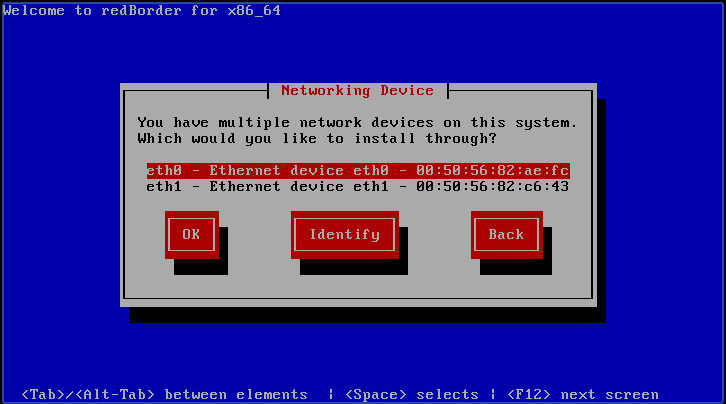 Welcome to redBorder for x86_64
Networking Device
You have multiple network devices on this system.
Which would you like to install through?
eth0 - Ethernet device eth0 - 00:50:56:82:ae:fc
eth1 - Ethernet device eth1 - 00:50:56:82:c6:43
OK Identify Back
<Tab>/<Alt-Tab> between elements | <Space> selects | <F12> next screen